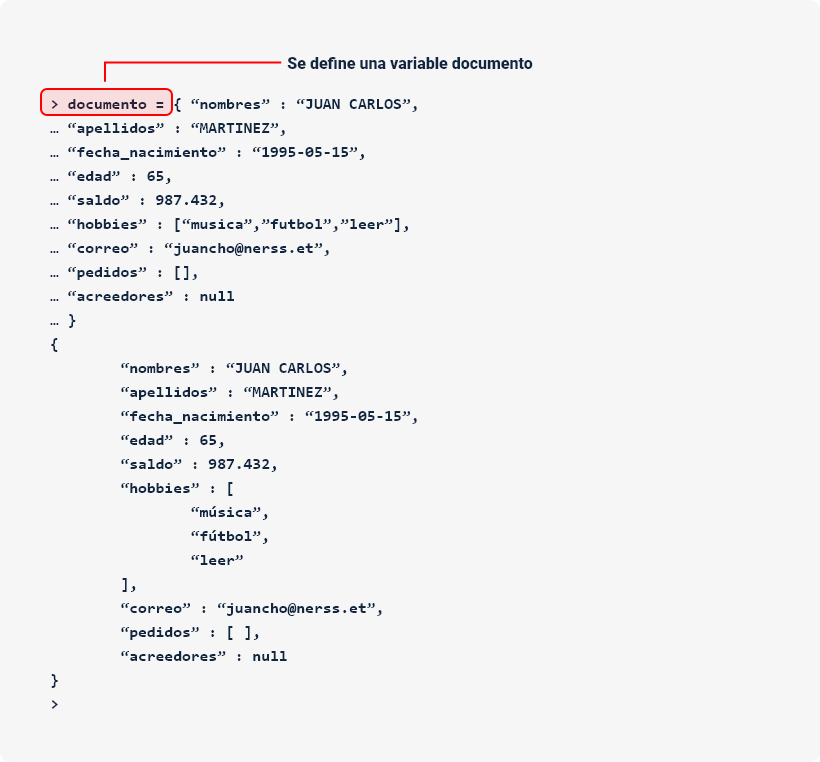 Se define una variable documento
> documento = { “nombres” : “JUAN CARLOS”,
… “apellidos” : “MARTINEZ”,
… “fecha_nacimiento” : “1995-05-15”,
… “edad” : 65,
… “saldo” : 987.432,
… “hobbies” : [“musica”,”futbol”,”leer”],
… “correo” : “juancho@nerss.et”,
… “pedidos” : [],
… “acreedores” : null
… }
{
“nombres” : “JUAN CARLOS”,
“apellidos” : “MARTINEZ”,
“fecha_nacimiento” : “1995-05-15”,
“edad” : 65,
“saldo” : 987.432,
“hobbies” : [
“música”,
“fútbol”,
“leer”
],
“correo” : “juancho@nerss.et”,
“pedidos” : [ ],
“acreedores” : null
}
>